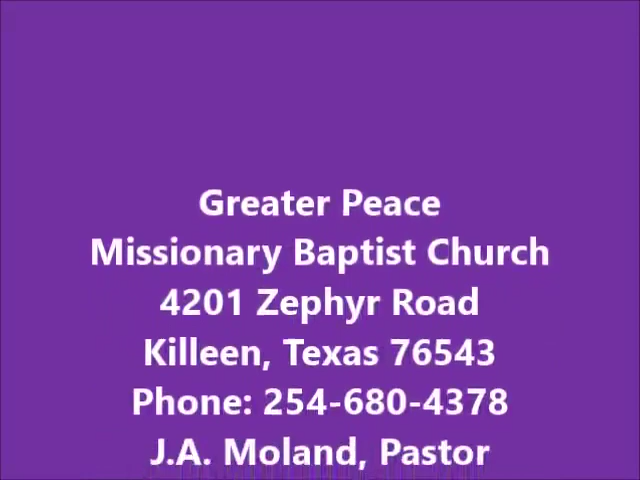 Greater Peace
Missionary Baptist Church
4201 Zephyr Road
Killeen, Texas 76543
Phone: 254-680-4378
J.A. Moland, Pastor